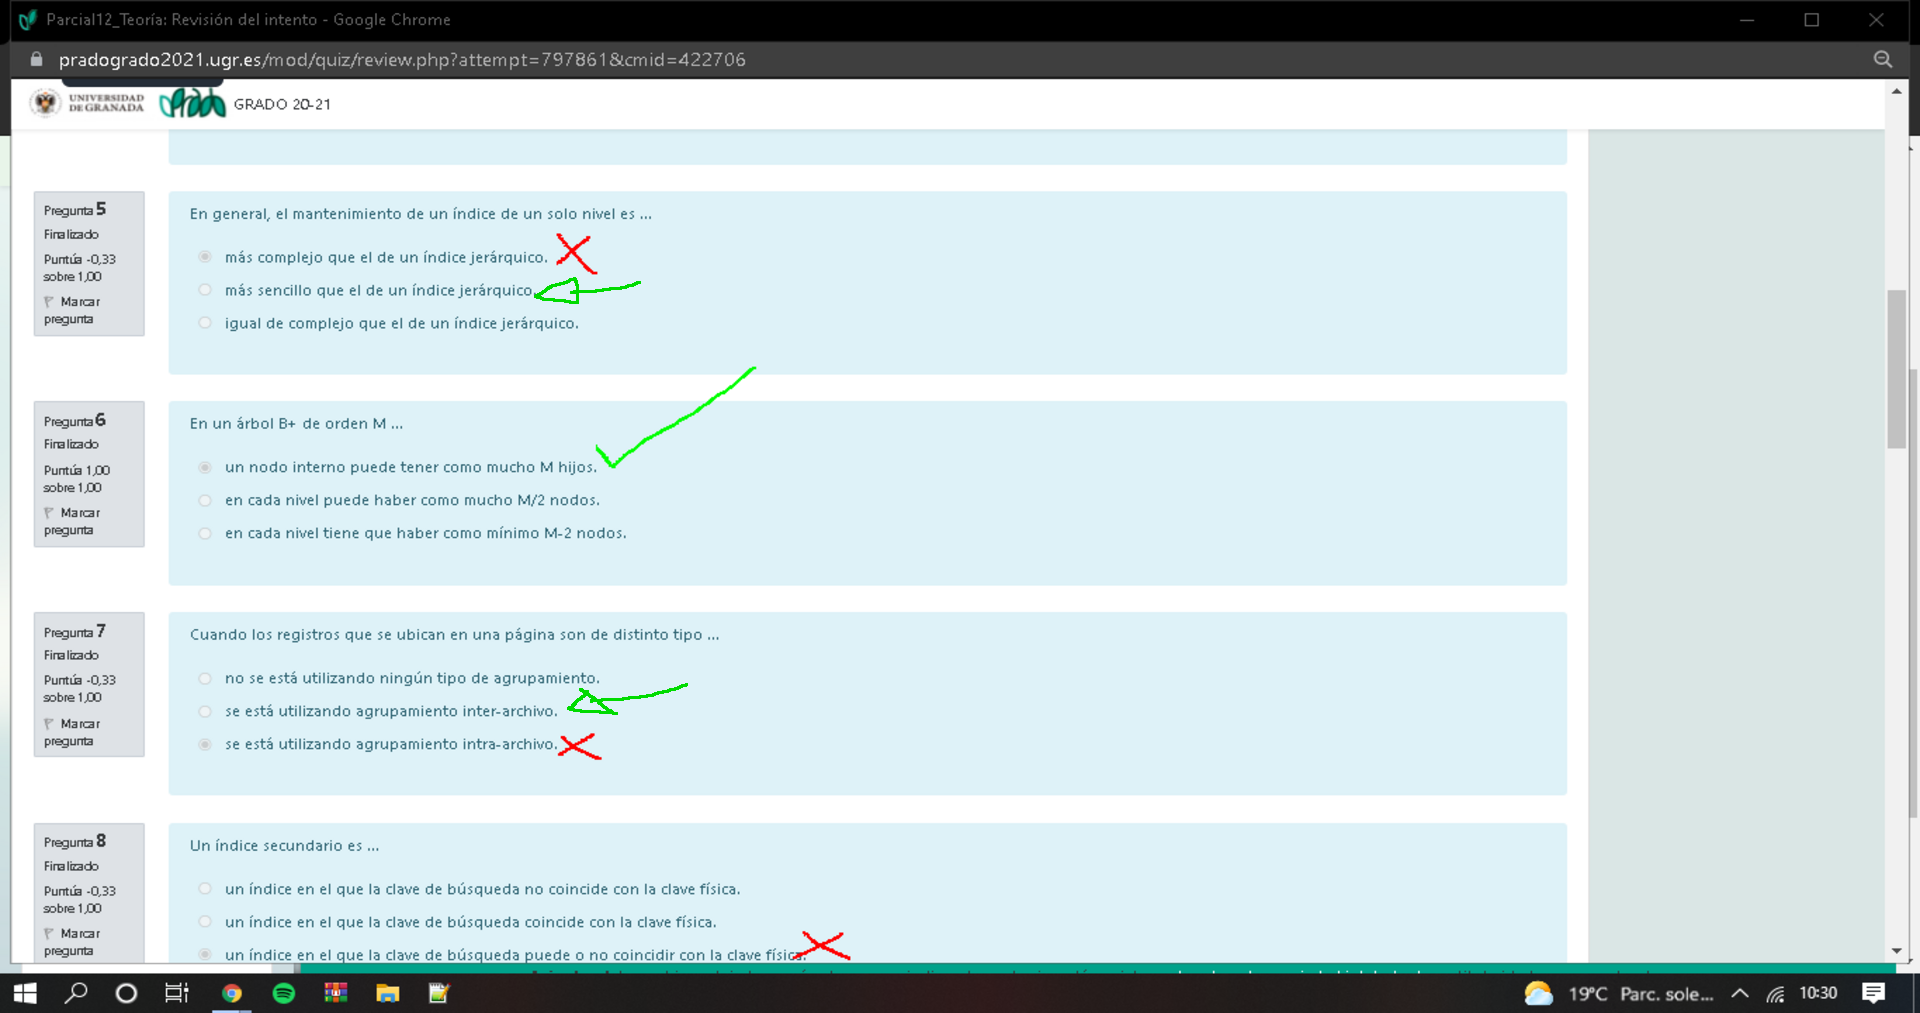 Parcial12_Teoría: Revisión del intento - Google Chrome
pradogrado2021.ugr.es/mod/quiz/review.php?attempt=797861&cmid=422706
UNIVERSIDAD
DE GRANADA
prado
GRADO 20-21
Pregunta 5
Finalizado
Puntúa -0,33
sobre 1,00
Marcar
pregunta
En general, el mantenimiento de un índice de un solo nivel es ...
más complejo que el de un índice jerárquico.
más sencillo que el de un índice jerárquico.
igual de complejo que el de un índice jerárquico.
Pregunta 6
Finalizado
Puntúa 1,00
sobre 1,00
Marcar
pregunta
En un árbol B+ de orden M ...
un nodo interno puede tener como mucho M hijos.
en cada nivel puede haber como mucho M/2 nodos.
en cada nivel tiene que haber como mínimo M-2 nodos.
Pregunta 7
Finalizado
Puntúa -0,33
sobre 1,00
Marcar
pregunta
Cuando los registros que se ubican en una página son de distinto tipo ...
no se está utilizando ningún tipo de agrupamiento.
se está utilizando agrupamiento inter-archivo.
se está utilizando agrupamiento intra-archivo.
Pregunta 8
Finalizado
Puntúa -0,33
sobre 1,00
Marcar
pregunta
Un índice secundario es ...
un índice en el que la clave de búsqueda no coincide con la clave física.
un índice en el que la clave de búsqueda coincide con la clave física.
un índice en el que la clave de búsqueda puede o no coincidir con la clave física.
19°C Parc. sole...
10:30